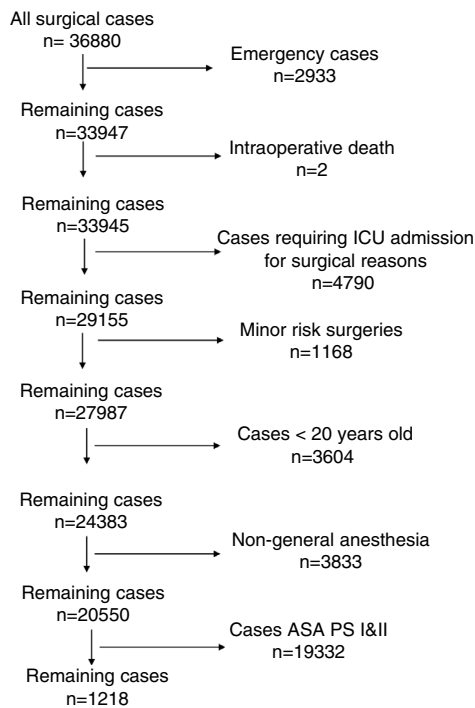 All surgical cases
n= 36880
Emergency cases
n=2933
Remaining cases
n=33947
Intraoperative death
n=2
Remaining cases
n=33945
Cases requiring ICU admission
for surgical reasons
n=4790
Remaining cases
n=29155
Minor risk surgeries
n=1168
Remaining cases
n=27987
Cases < 20 years old
n=3604
Remaining cases
n=24383
Non-general anesthesia
n=3833
Remaining cases
n=20550
Cases ASA PS I&II
n=19332
Remaining cases
n=1218